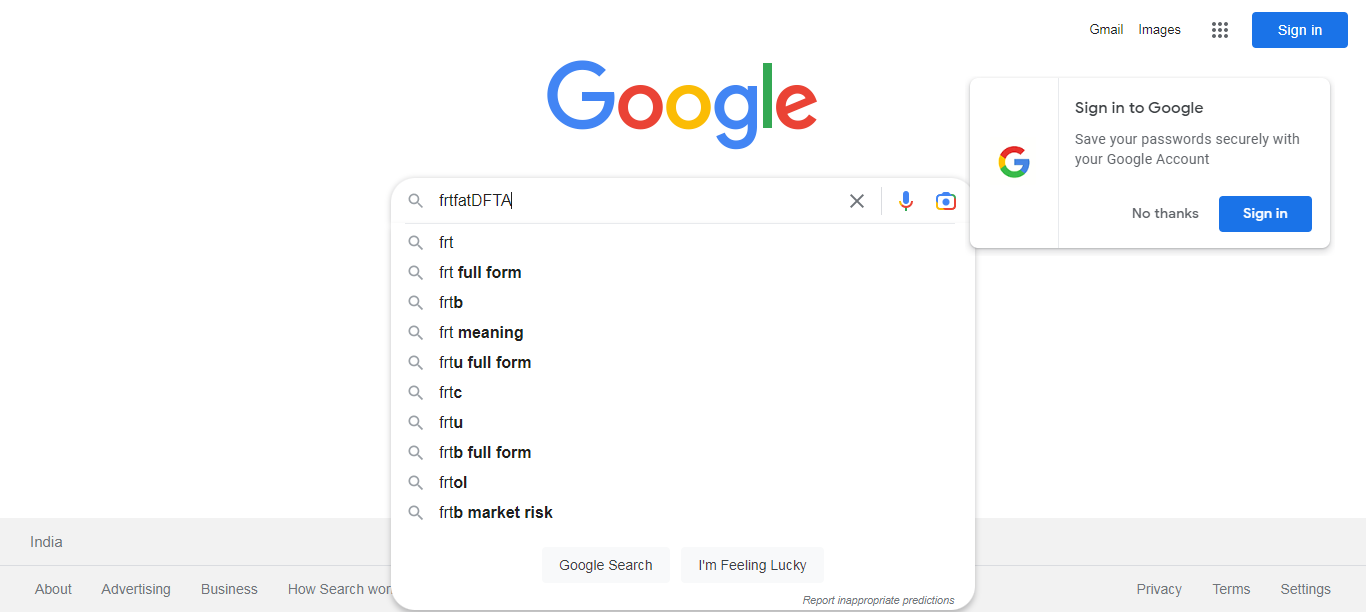 Gmail Images Sign in
Google
Sign in to Google
Save your passwords securely with
your Google Account
No thanks Sign in
frtfatDFTA
frt
frt full form
frtb
frt meaning
frtu full form
frtc
frtu
frtb full form
frtol
frtb market risk
Google Search I'm Feeling Lucky
Report inappropriate predictions
India
About Advertising Business How Search wor
Privacy Terms Settings